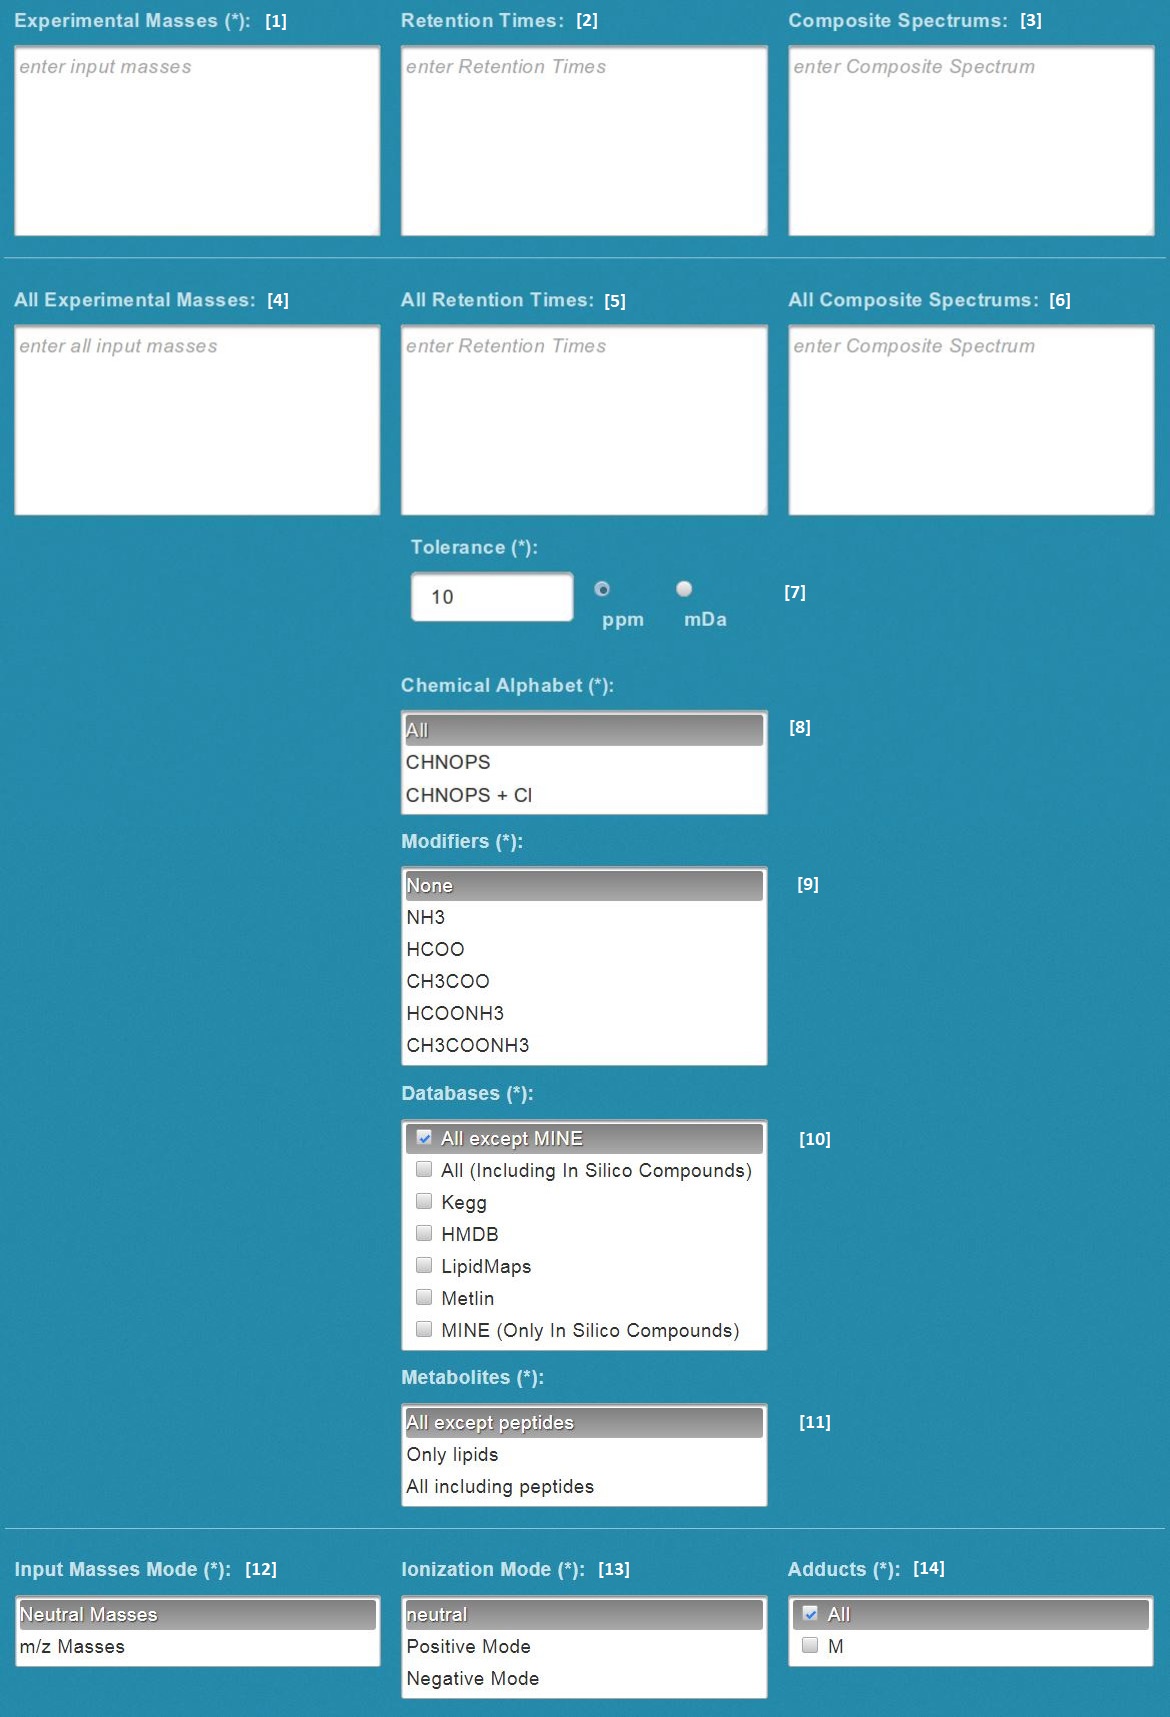 Experimental Masses (*): [1]
Retention Times: [2]
Composite Spectrums: [3]
enter input masses
enter Retention Times
enter Composite Spectrum
All Experimental Masses: [4]
All Retention Times: [5]
All Composite Spectrums: [6]
enter all input masses
enter Retention Times
enter Composite Spectrum
Tolerance (*):
10
ppm
mDa
[7]
Chemical Alphabet (*):
All
[8]
CHNOPS
CHNOPS + Cl
Modifiers (*):
None
[9]
NH3
HCOO
CH3COO
HCOONH3
CH3COONH3
Databases (*):
All except MINE
[10]
All (Including In Silico Compounds)
Kegg
HMDB
LipidMaps
Metlin
MINE (Only In Silico Compounds)
Metabolites (*):
All except peptides
[11]
Only lipids
All including peptides
Input Masses Mode (*): [12]
Ionization Mode (*): [13]
Adducts (*): [14]
Neutral Masses
m/z Masses
neutral
Positive Mode
Negative Mode
All
M